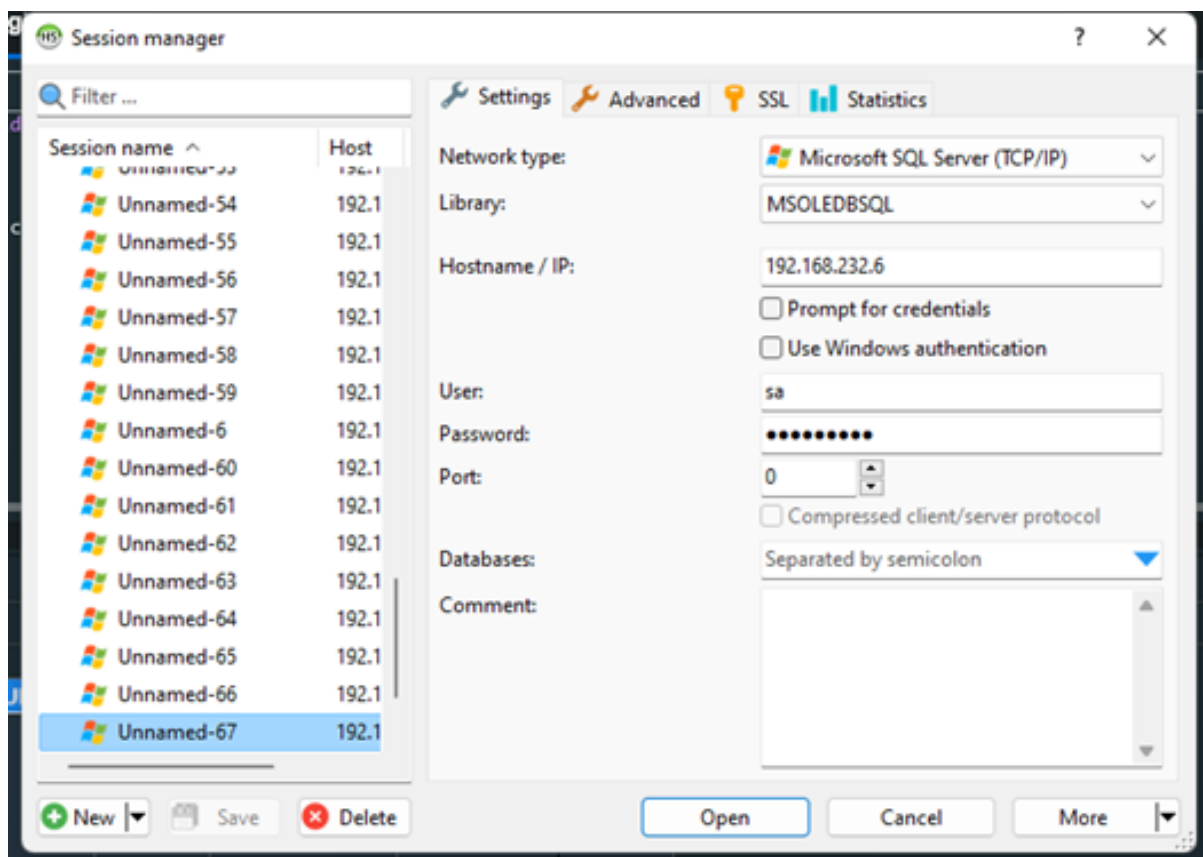 Session manager
?
Filter ...
Session name Host
Unnamed-54 192.1
Unnamed-55 192.1
Unnamed-56 192.1
Unnamed-57 192.1
Unnamed-58 192.1
Unnamed-59 192.1
Unnamed-6 192.1
Unnamed-60 192.1
Unnamed-61 192.1
Unnamed-62 192.1
Unnamed-63 192.1
Unnamed-64 192.1
Unnamed-65 192.1
Unnamed-66 192.1
Unnamed-67 192.1
New Save Delete
Settings Advanced SSL Statistics
Network type: Microsoft SQL Server (TCP/IP)
Library: MSOLEDBSQL
Hostname / IP: 192.168.232.6
Prompt for credentials
Use Windows authentication
User: sa
Password: •••••••••
Port: 0
Compressed client/server protocol
Databases: Separated by semicolon
Comment:
Open Cancel More